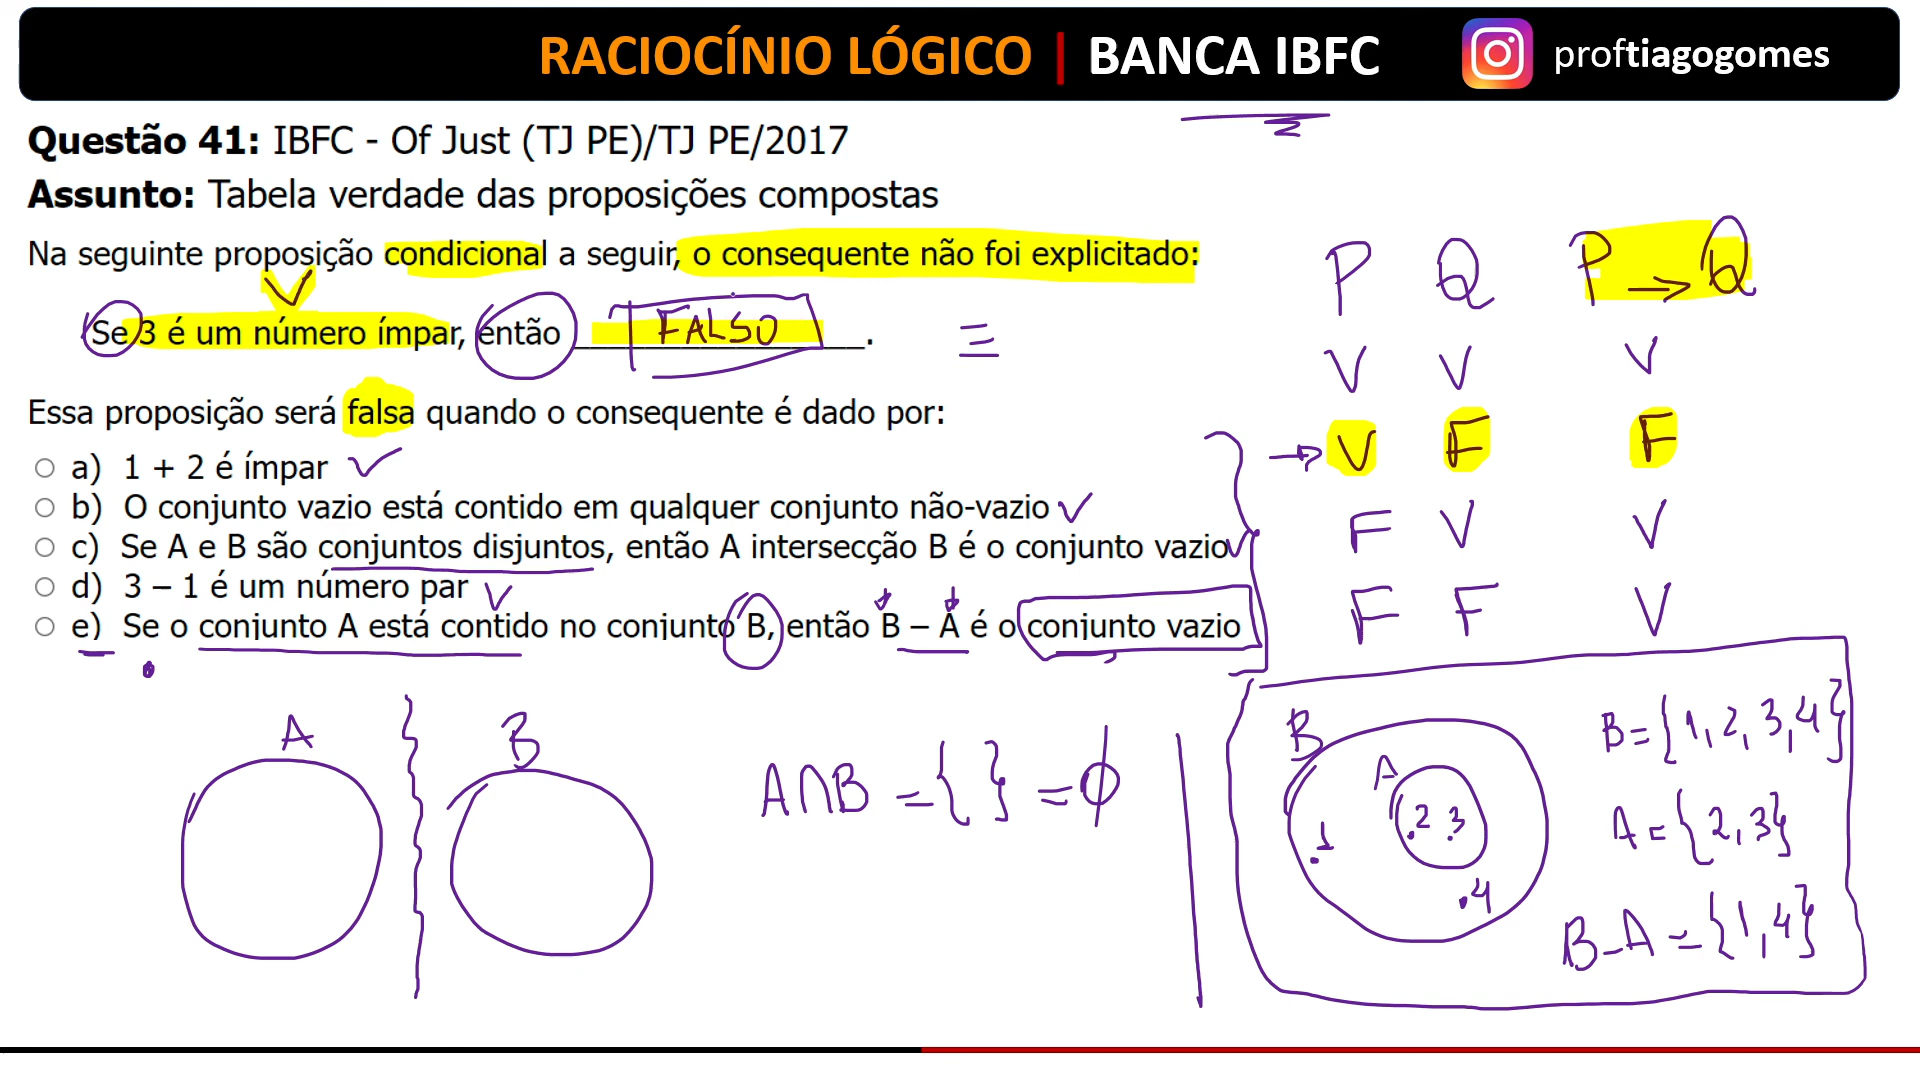 RACIOCÍNIO LÓGICO | BANCA IBFC
proftiagogomes
Questão 41: IBFC - Of Just (TJ PE)/TJ PE/2017
Assunto: Tabela verdade das proposições compostas
Na seguinte proposição condicional a seguir, o consequente não foi explicitado:
V
Se 3 é um número ímpar, então _________________.
FALSO
=
Essa proposição será falsa quando o consequente é dado por:
a) 1 + 2 é ímpar
b) O conjunto vazio está contido em qualquer conjunto não-vazio
c) Se A e B são conjuntos disjuntos, então A intersecção B é o conjunto vazio
d) 3 – 1 é um número par
e) Se o conjunto A está contido no conjunto B, então B – A é o conjunto vazio
P Q P → Q
V V V
→ V F F
F V V
F F V
A B
A∩B = { } = ϕ
B
A
.1 .2 .3 .4
B = {1, 2, 3, 4}
A = {2, 3}
B - A = {1, 4}